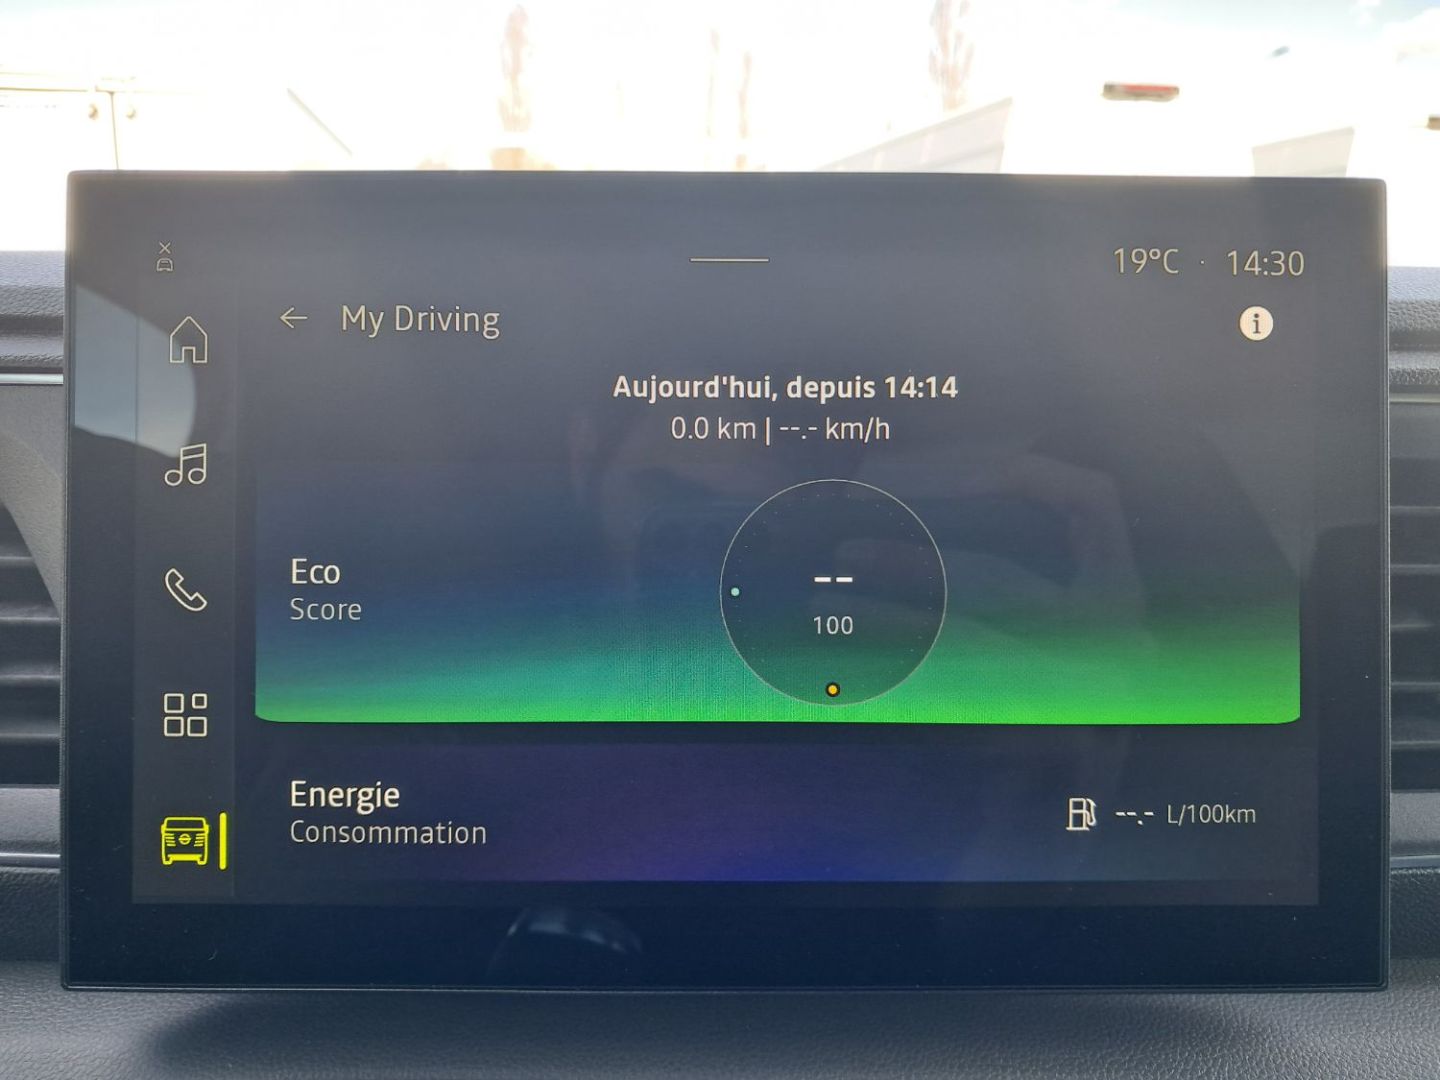 19°C · 14:30
My Driving
Aujourd'hui, depuis 14:14
0.0 km | --.- km/h
Eco
Score
--
100
Energie
Consommation
--.- L/100km